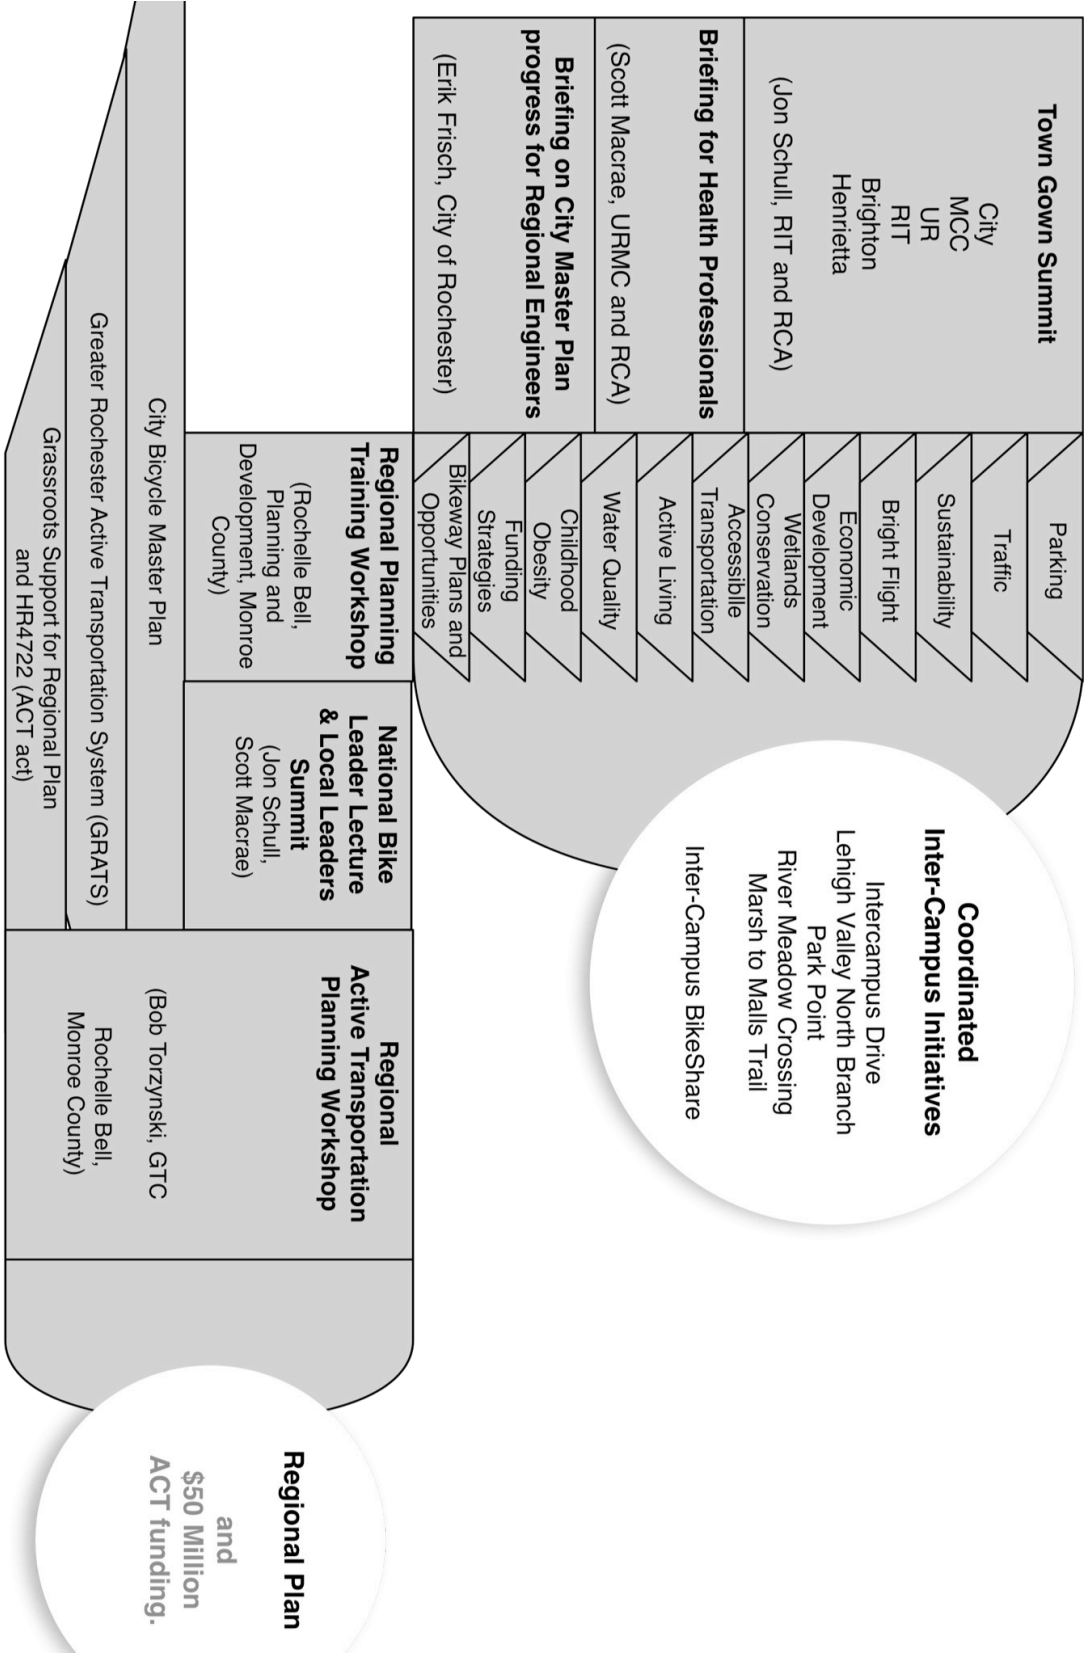 Town Gown Summit
City
MCC
UR
RIT
Brighton
Henrietta
(Jon Schull, RIT and RCA)
Briefing for Health Professionals
(Scott Macrae, URMC and RCA)
Briefing on City Master Plan
progress for Regional Engineers
(Erik Frisch, City of Rochester)
Parking
Traffic
Sustainability
Bright Flight
Economic
Development
Wetlands
Conservation
Accessiblle
Transportation
Active Living
Water Quality
Childhood
Obesity
Funding
Strategies
Bikeway Plans and
Opportunities
Coordinated
Inter-Campus Initiatives
Intercampus Drive
Lehigh Valley North Branch
Park Point
River Meadow Crossing
Marsh to Malls Trail
Inter-Campus BikeShare
Regional Planning
Training Workshop
(Rochelle Bell,
Planning and
Development, Monroe
County)
National Bike
Leader Lecture
& Local Leaders
Summit
(Jon Schull,
Scott Macrae)
Regional
Active Transportation
Planning Workshop
(Bob Torzynski, GTC
Rochelle Bell,
Monroe County)
City Bicycle Master Plan
Greater Rochester Active Transportation System (GRATS)
Grassroots Support for Regional Plan
and HR4722 (ACT act)
Regional Plan
and
$50 Million
ACT funding.